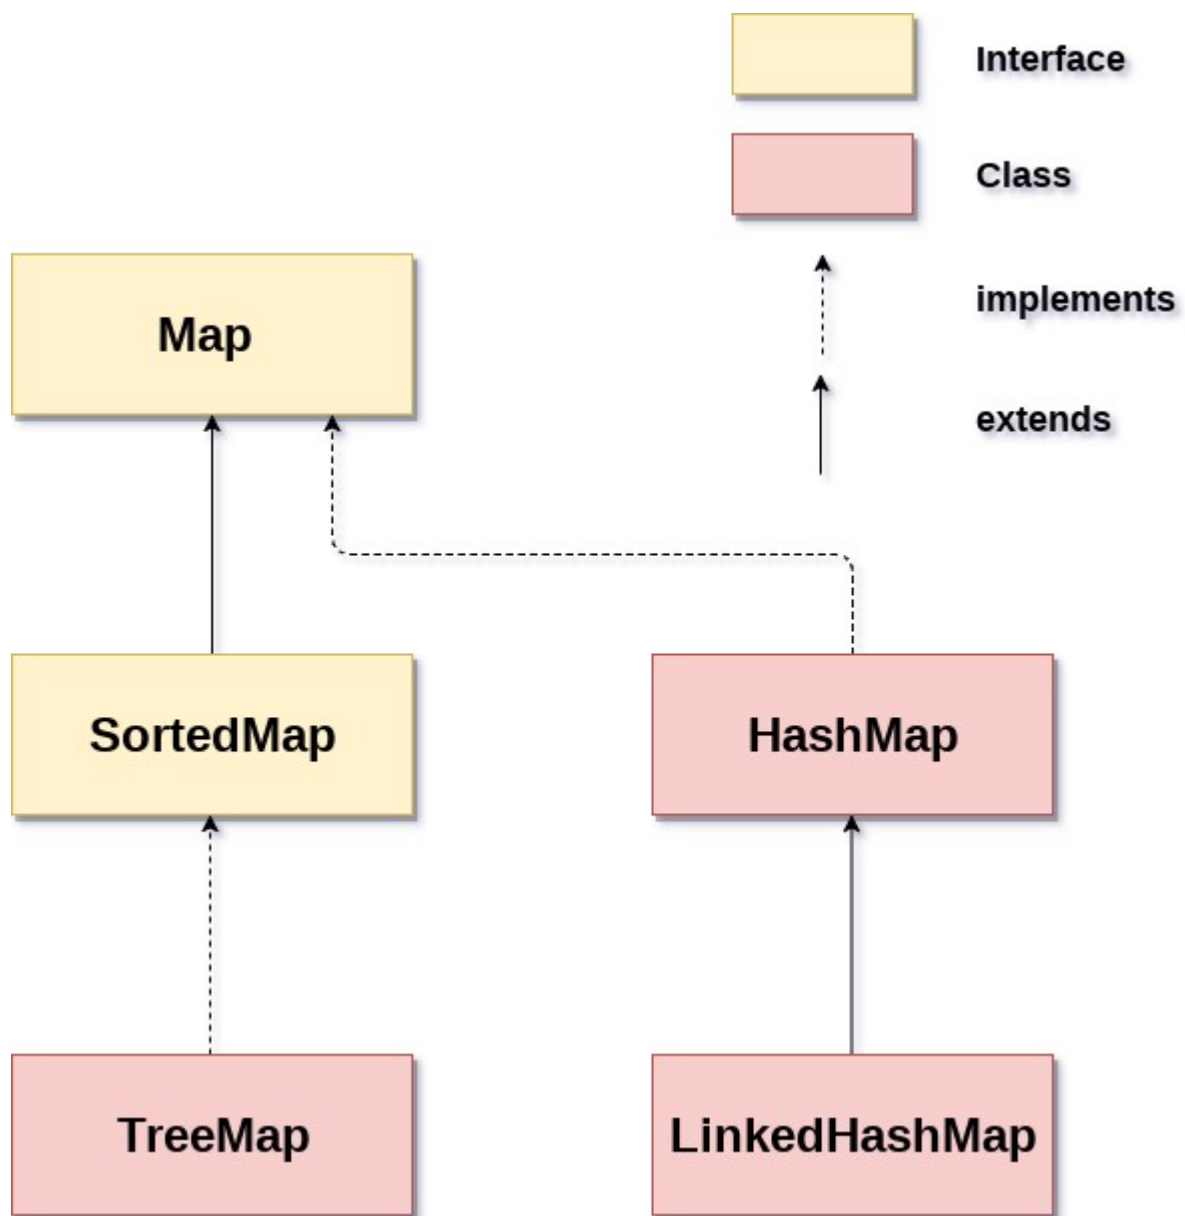 Interface
Class
implements
extends
Map
SortedMap
HashMap
TreeMap
LinkedHashMap